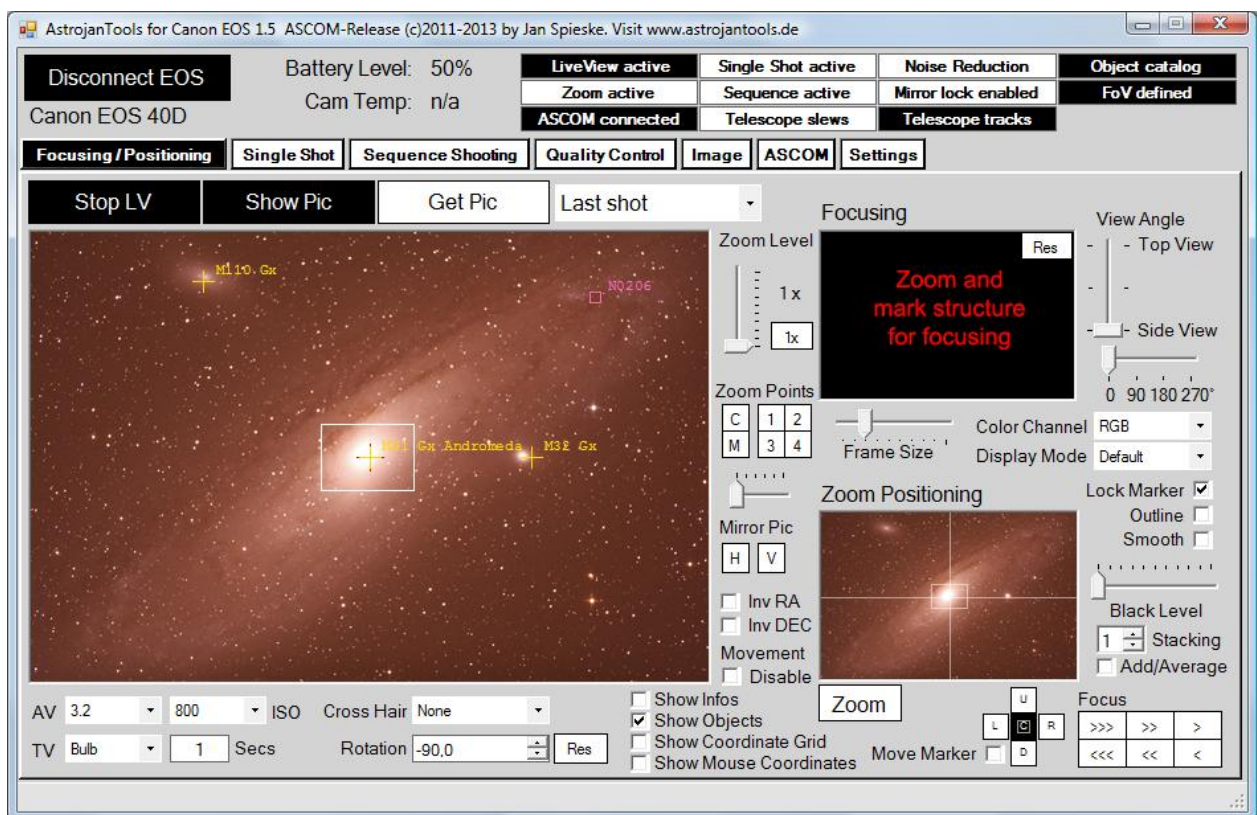 AstrojanTools for Canon EOS 1.5 ASCOM-Release (c)2011-2013 by Jan Spieske. Visit www.astrojantools.de
Disconnect EOS
Battery Level: 50%
LiveView active
Single Shot active
Noise Reduction
Object catalog
Cam Temp: n/a
Zoom active
Sequence active
Mirror lock enabled
FoV defined
Canon EOS 40D
ASCOM connected
Telescope slews
Telescope tracks
Focusing / Positioning
Single Shot
Sequence Shooting
Quality Control
Image
ASCOM
Settings
Stop LV
Show Pic
Get Pic
Last shot
Focusing
View Angle
Zoom Level
Res
Top View
M110 Gx
N0206
1 x
Zoom and
mark structure
for focusing
1x
Side View
Zoom Points
0 90 180 270°
C 1 2
M 3 4
Frame Size
Color Channel RGB
Display Mode Default
M31 Gx Andromeda
M32 Gx
Zoom Positioning
Lock Marker
Outline
Smooth
Mirror Pic
H V
Inv RA
Inv DEC
Black Level
Movement
1 Stacking
Disable
Add/Average
AV 3.2
800 ISO
Cross Hair None
Show Infos
Zoom
U
Focus
Show Objects
L C R
>>> >> >
TV Bulb
1 Secs
Rotation -90,0
Res
Show Coordinate Grid
Move Marker
D
<<< << <
Show Mouse Coordinates